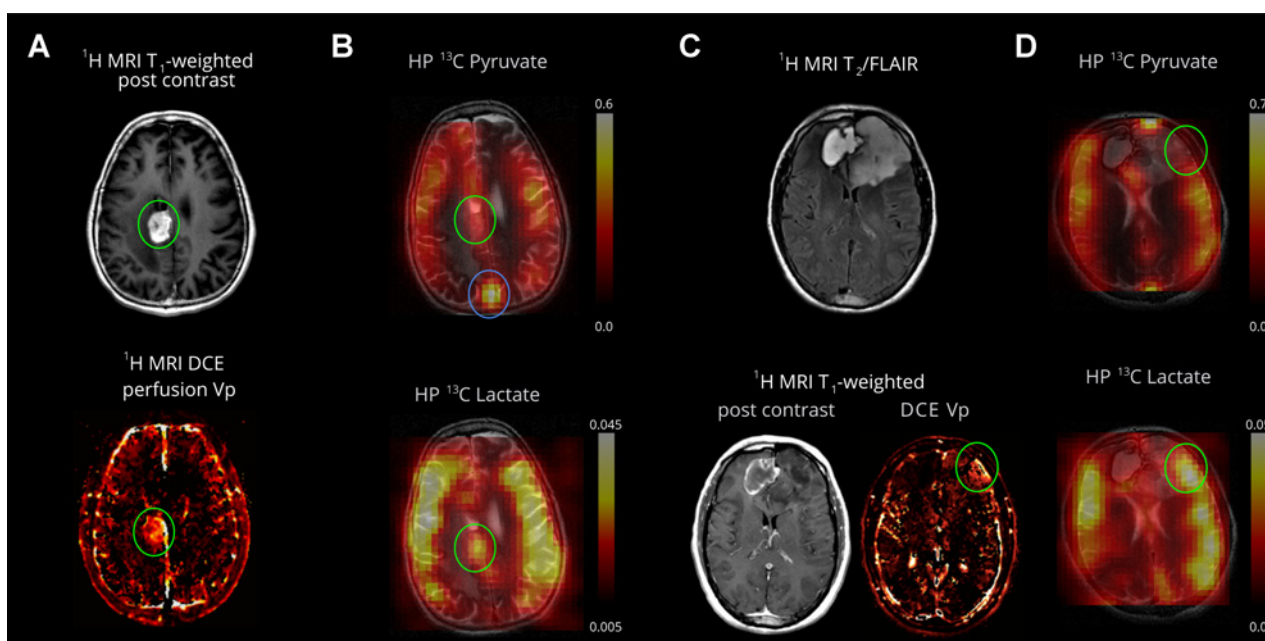 A
¹H MRI T₁-weighted
post contrast
¹H MRI DCE
perfusion Vp
B
HP ¹³C Pyruvate
0.6
0.0
HP ¹³C Lactate
0.045
0.005
C
¹H MRI T₂/FLAIR
¹H MRI T₁-weighted
post contrast DCE Vp
D
HP ¹³C Pyruvate
0.7
HP ¹³C Lactate